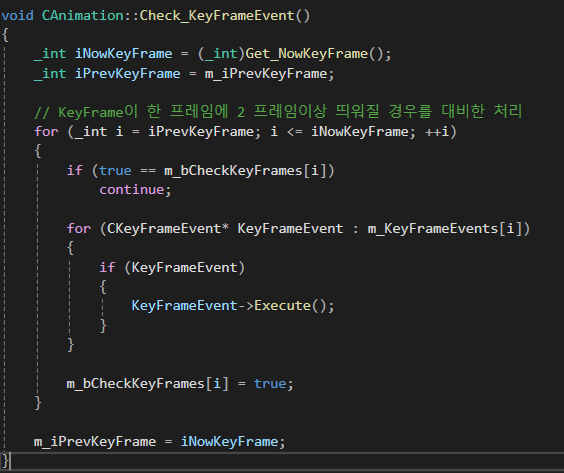 void CAnimation::Check_KeyFrameEvent()
{
    _int iNowKeyFrame = (_int)Get_NowKeyFrame();
    _int iPrevKeyFrame = m_iPrevKeyFrame;

    // KeyFrame이 한 프레임에 2 프레임이상 띄워질 경우를 대비한 처리
    for (_int i = iPrevKeyFrame; i <= iNowKeyFrame; ++i)
    {
        if (true == m_bCheckKeyFrames[i])
            continue;

        for (CKeyFrameEvent* KeyFrameEvent : m_KeyFrameEvents[i])
        {
            if (KeyFrameEvent)
            {
                KeyFrameEvent->Execute();
            }
        }

        m_bCheckKeyFrames[i] = true;
    }

    m_iPrevKeyFrame = iNowKeyFrame;
}